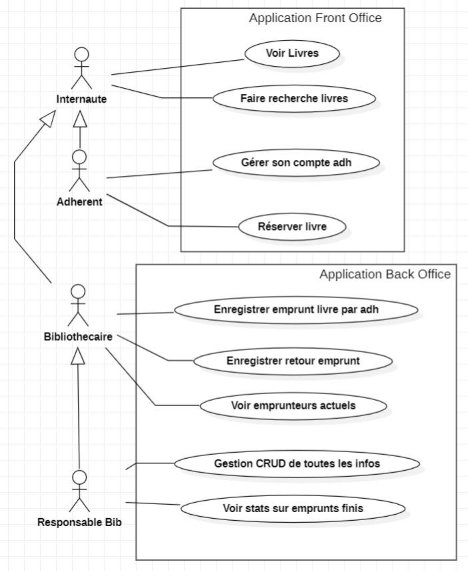 Application Front Office
Voir Livres
Internaute
Faire recherche livres
Gérer son compte adh
Adherent
Réserver livre
Application Back Office
Enregistrer emprunt livre par adh
Bibliothecaire
Enregistrer retour emprunt
Voir emprunteurs actuels
Gestion CRUD de toutes les infos
Voir stats sur emprunts finis
Responsable Bib